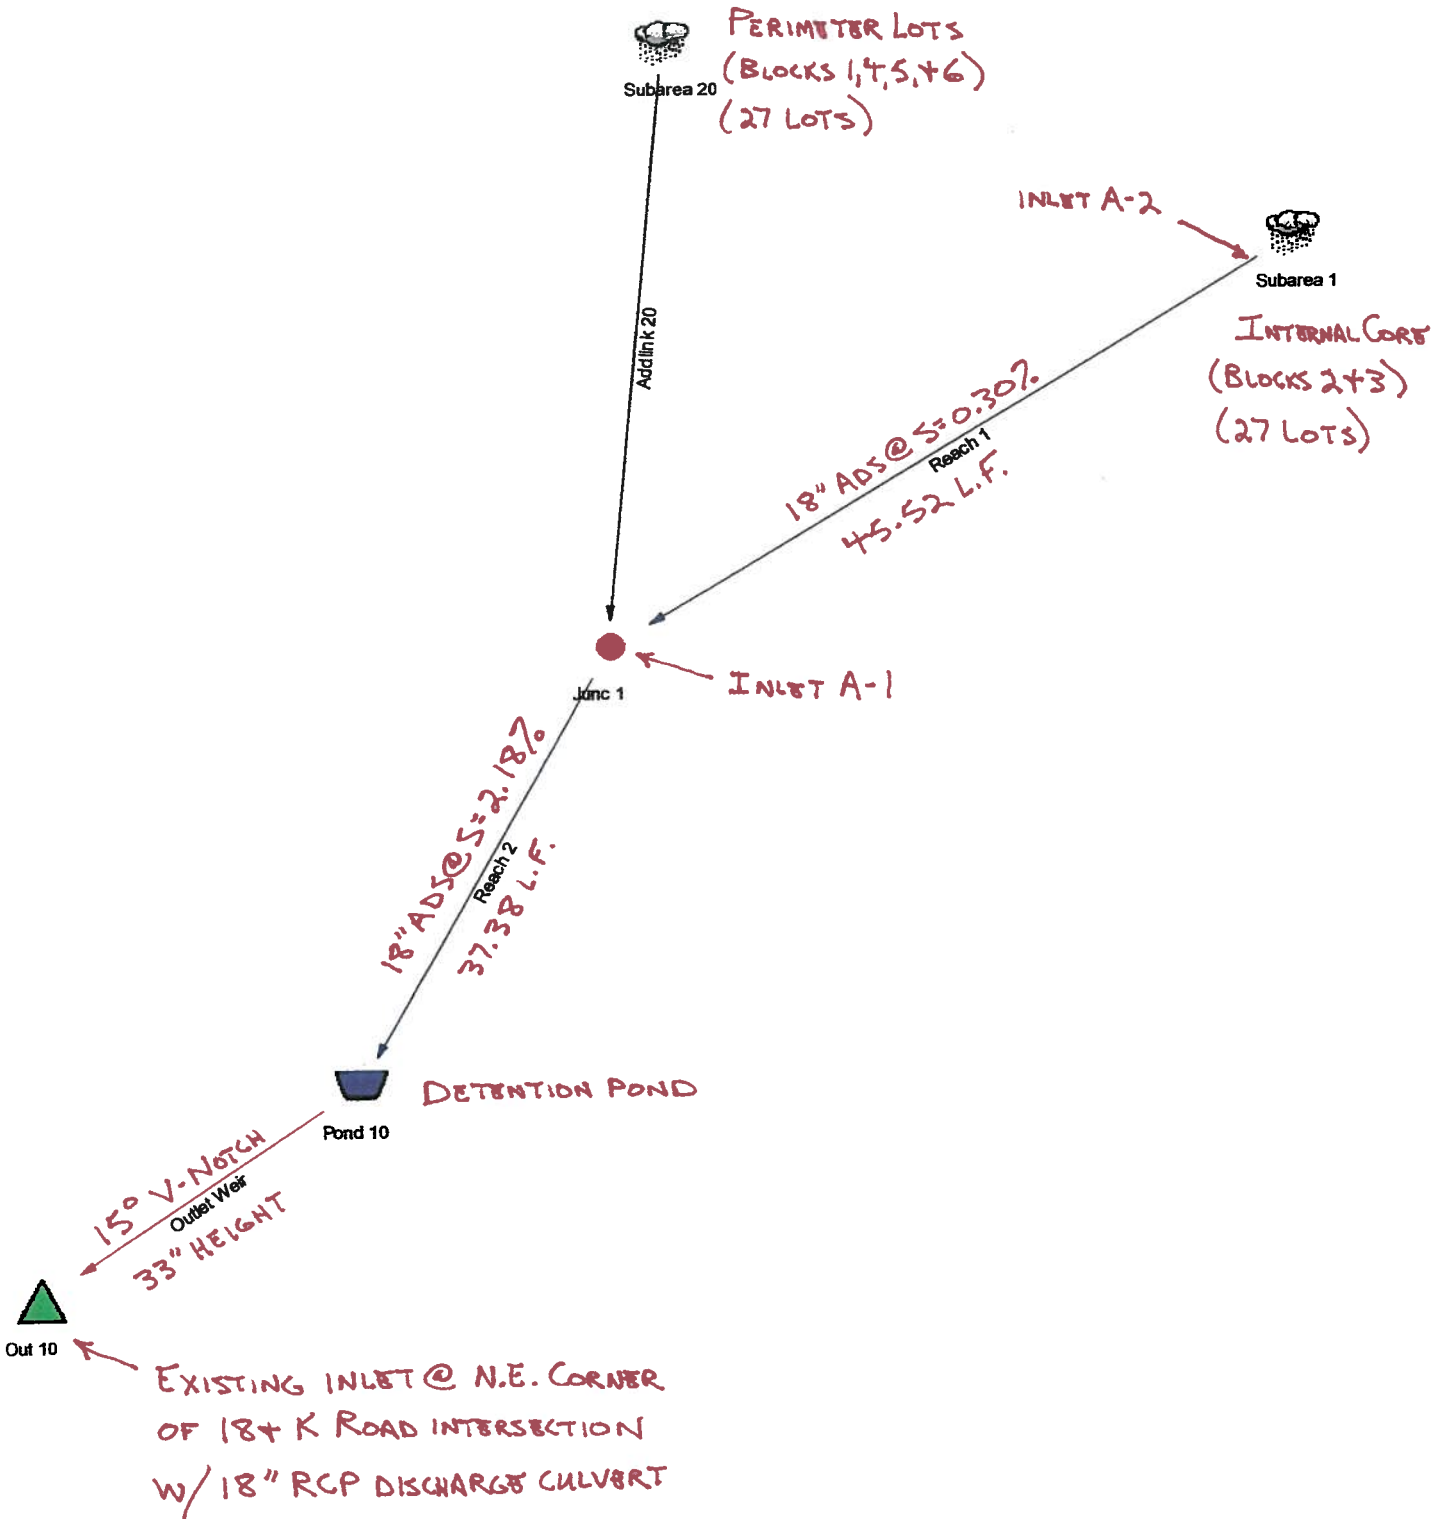 PERIMETER LOTS
(BLOCKS 1,4,5,+6)
(27 LOTS)
Subarea 20
INLET A-2
Subarea 1
INTERNAL CORE
(BLOCKS 2+3)
(27 LOTS)
Addlink 20
18" ADS @ S=0.30%
Reach 1
45.52 L.F.
INLET A-1
Junc 1
18" ADS @ S=2.18%
Reach 2
37.38 L.F.
DETENTION POND
Pond 10
15° V-NOTCH
Outlet Weir
33" HEIGHT
Out 10
EXISTING INLET @ N.E. CORNER
OF 18 + K ROAD INTERSECTION
W/ 18" RCP DISCHARGE CULVERT